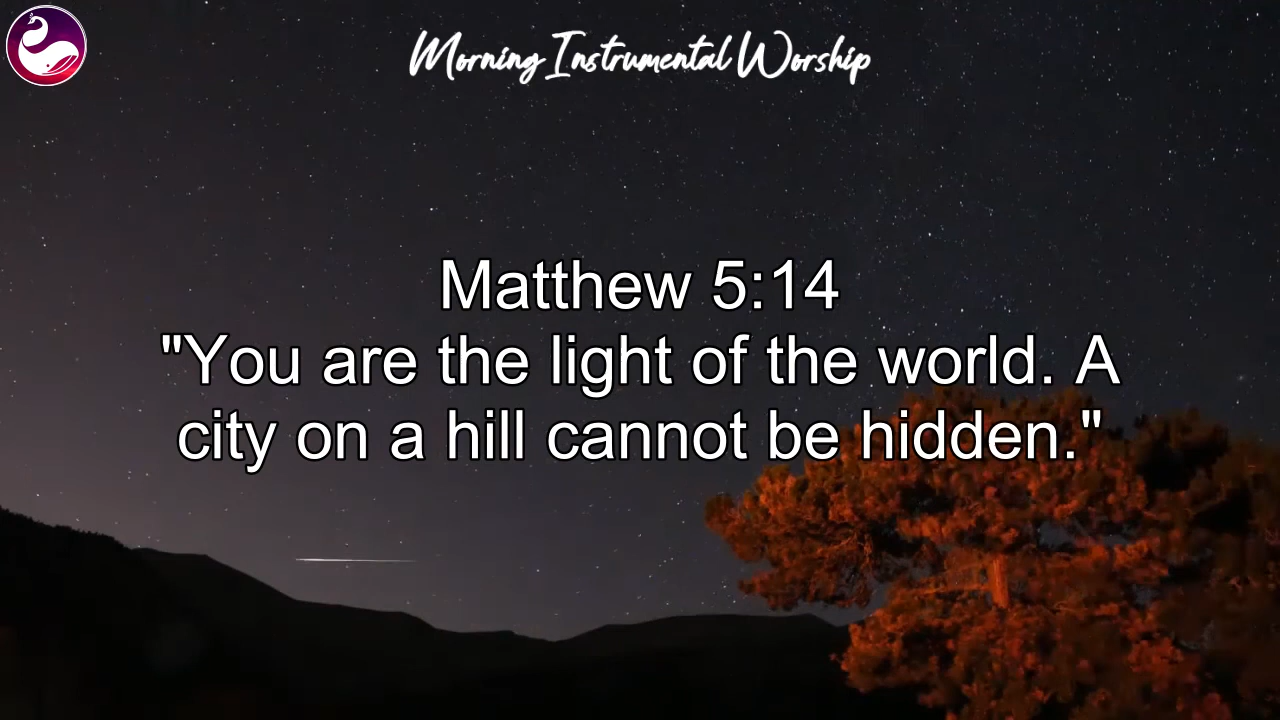 Morning Instrumental Worship
Matthew 5:14
"You are the light of the world. A
city on a hill cannot be hidden."